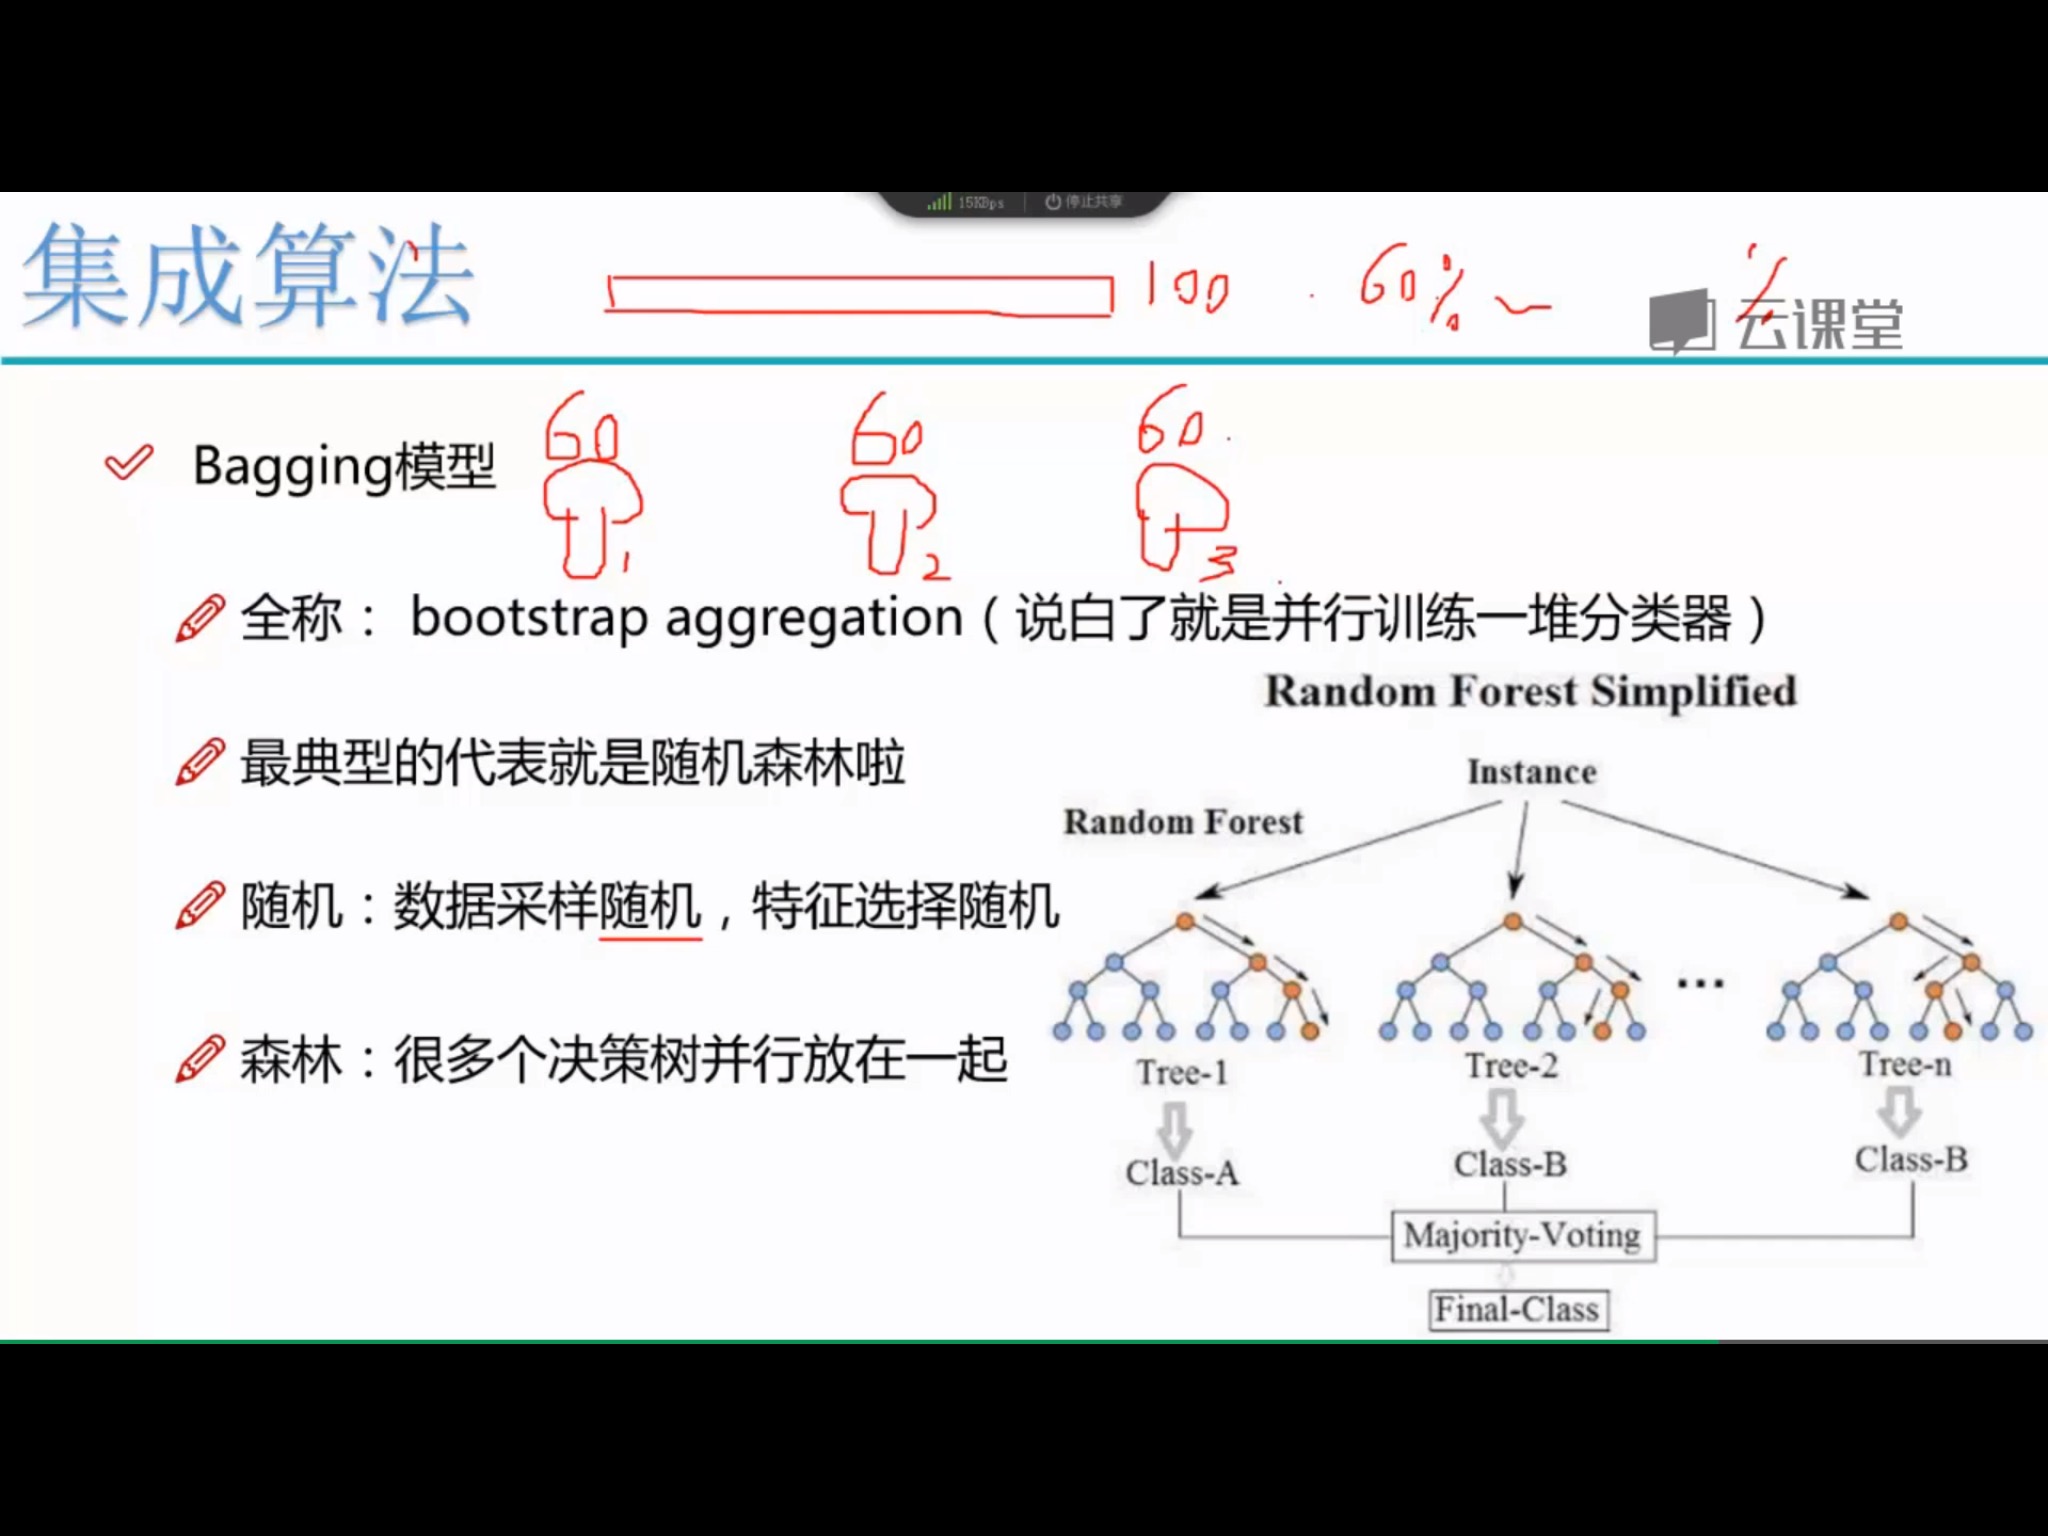 15KBps 停止共享
集成算法
100 60%
云课堂
60 60 60
Bagging模型
1 2 3
全称： bootstrap aggregation（说白了就是并行训练一堆分类器）
Random Forest Simplified
最典型的代表就是随机森林啦
Instance
Random Forest
随机：数据采样随机，特征选择随机
...
森林：很多个决策树并行放在一起
Tree-1 Tree-2 Tree-n
Class-A Class-B Class-B
Majority-Voting
Final-Class